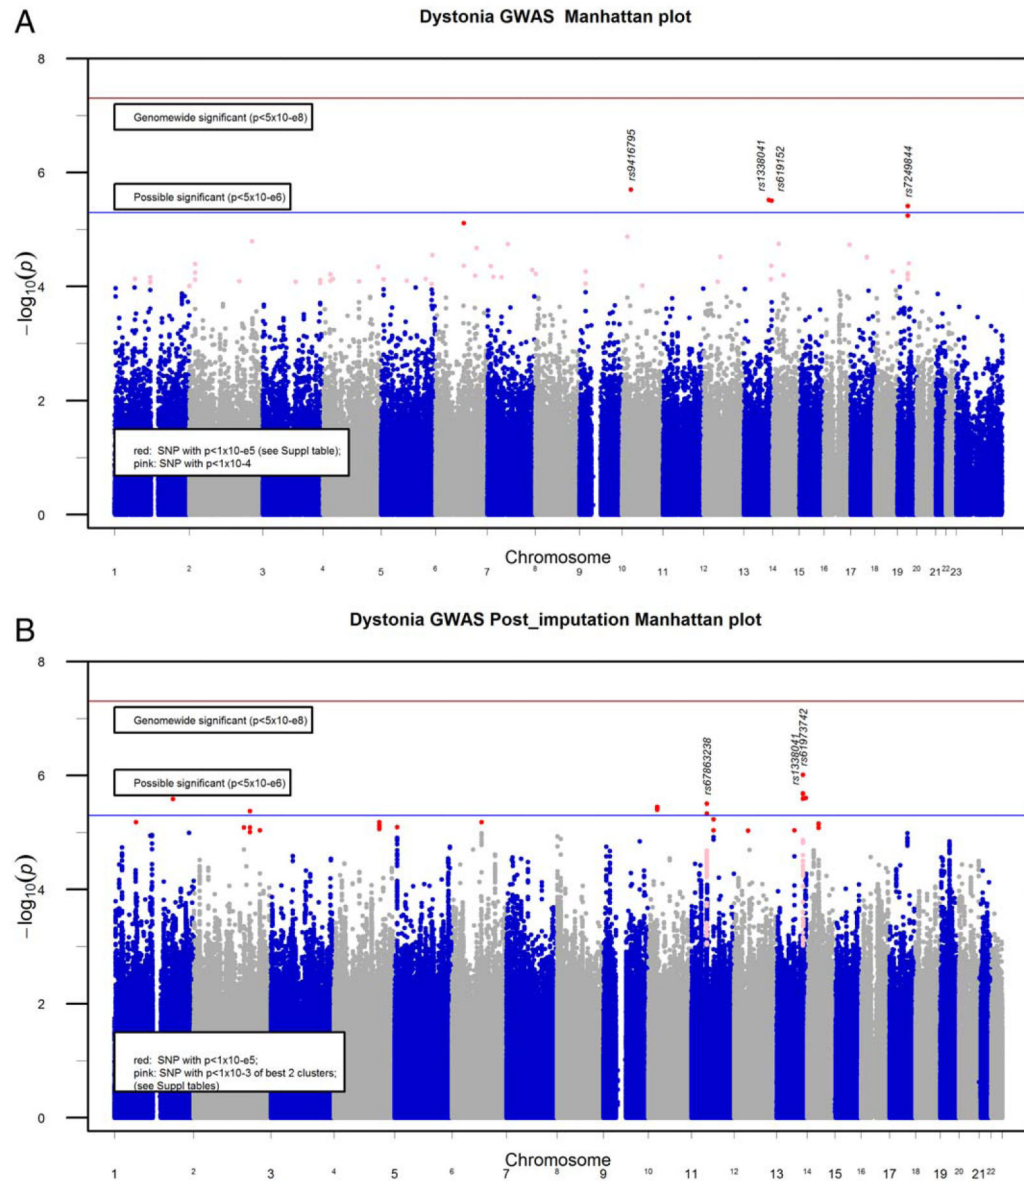 A
Dystonia GWAS Manhattan plot
8
Genomewide significant (p<5x10-e8)
rs9416795
rs1338041
rs619152
rs7249844
6
Possible significant (p<5x10-e6)
−log10(p)
4
2
red: SNP with p<1x10-e5 (see Suppl table);
pink: SNP with p<1x10-4
0
Chromosome
1 2 3 4 5 6 7 8 9 10 11 12 13 14 15 16 17 18 19 20 21 22 23
B
Dystonia GWAS Post_imputation Manhattan plot
8
Genomewide significant (p<5x10-e8)
rs67863238
rs1338041
rs61973742
6
Possible significant (p<5x10-e6)
−log10(p)
4
2
red: SNP with p<1x10-e5;
pink: SNP with p<1x10-3 of best 2 clusters;
(see Suppl tables)
0
Chromosome
1 2 3 4 5 6 7 8 9 10 11 12 13 14 15 16 17 18 19 20 21 22